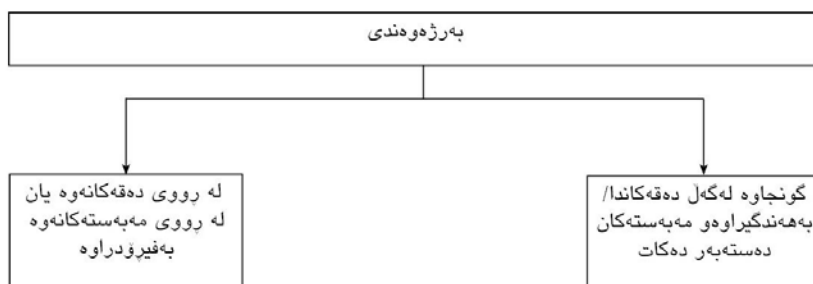 بەرژەوەندی
گونجاوە لەگەڵ دەقەکاندا/
بەهەندگیراوەو مەبەستەکان
دەستەبەر دەکات
لە ڕووی دەقەکانەوە یان
لە ڕووی مەبەستەکانەوە
بەفیڕۆدراوە